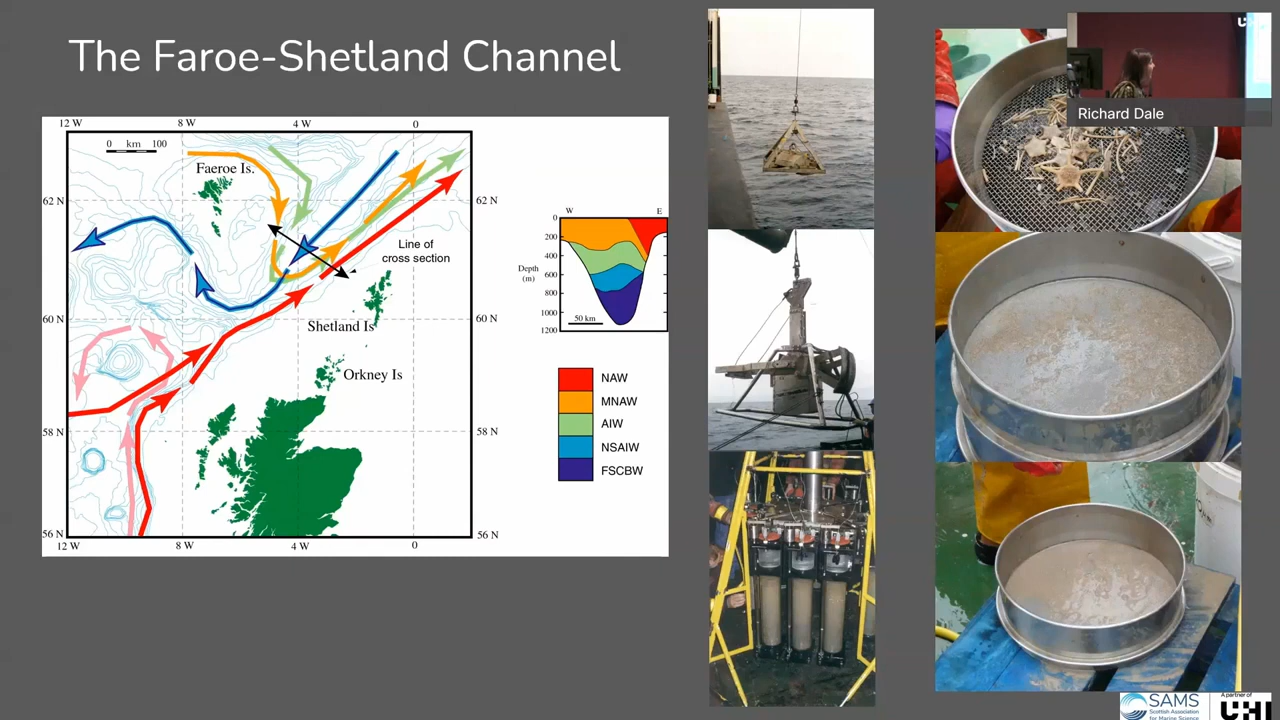 The Faroe-Shetland Channel
12 W
8 W
4 W
0
0 km 100
Faeroe Is.
62 N
62 N
Line of
cross section
60 N
60 N
Shetland Is
Orkney Is
58 N
58 N
56 N
56 N
12 W
8 W
4 W
0
W
E
0
200
400
600
800
1000
1200
Depth
(m)
50 km
NAW
MNAW
AIW
NSAIW
FSCBW
Richard Dale
SAMS
Scottish Association
for Marine Science
A partner of
UHI